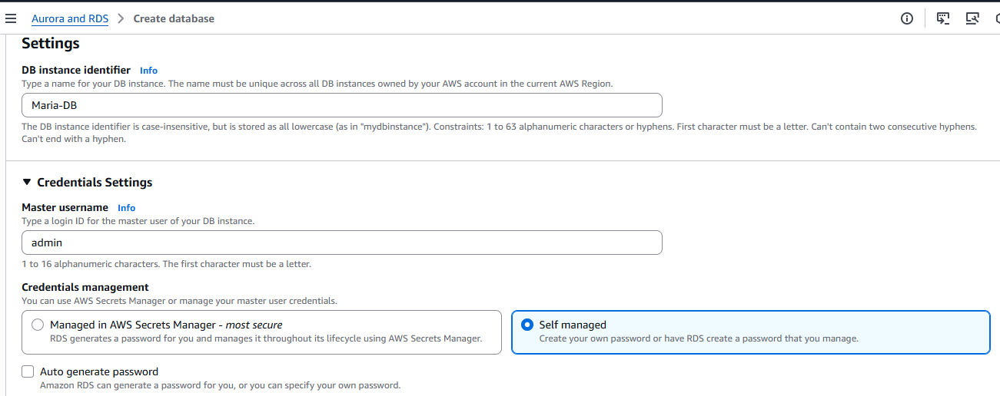 Aurora and RDS > Create database
Settings
DB instance identifier Info
Type a name for your DB instance. The name must be unique across all DB instances owned by your AWS account in the current AWS Region.
Maria-DB
The DB instance identifier is case-insensitive, but is stored as all lowercase (as in "mydbinstance"). Constraints: 1 to 63 alphanumeric characters or hyphens. First character must be a letter. Can't contain two consecutive hyphens.
Can't end with a hyphen.
Credentials Settings
Master username Info
Type a login ID for the master user of your DB instance.
admin
1 to 16 alphanumeric characters. The first character must be a letter.
Credentials management
You can use AWS Secrets Manager or manage your master user credentials.
Managed in AWS Secrets Manager - most secure
RDS generates a password for you and manages it throughout its lifecycle using AWS Secrets Manager.
Self managed
Create your own password or have RDS create a password that you manage.
Auto generate password
Amazon RDS can generate a password for you, or you can specify your own password.